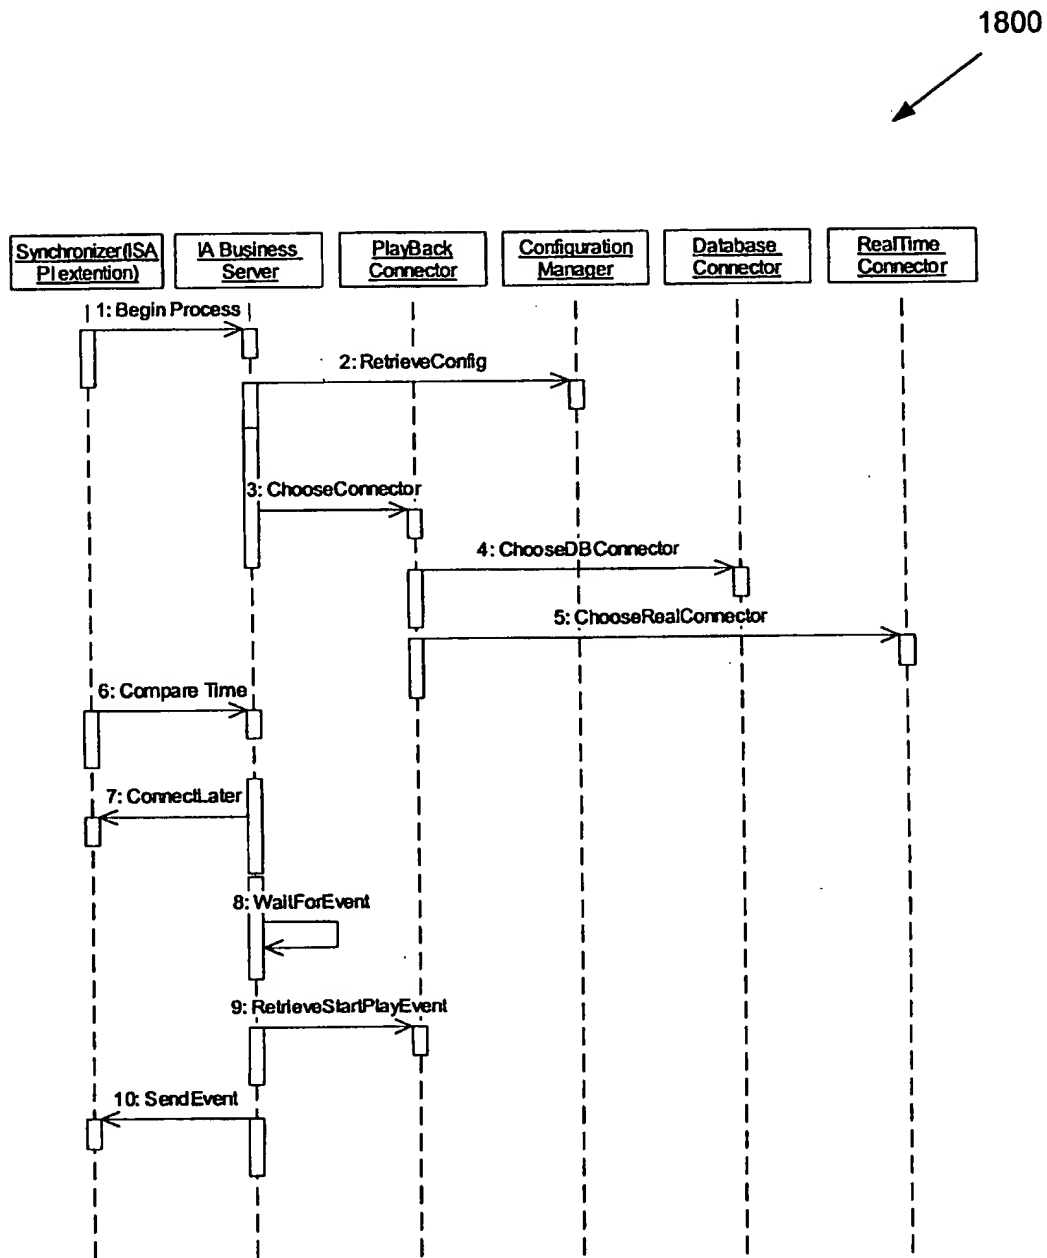 1800
Synchronizer(ISA
PI extention)
IA Business
Server
PlayBack
Connector
Configuration
Manager
Database
Connector
RealTime
Connector
1: Begin Process
2: RetrieveConfig
3: ChooseConnector
4: ChooseDBConnector
5: ChooseRealConnector
6: Compare Time
7: ConnectLater
8: WaitForEvent
9: RetrieveStartPlayEvent
10: SendEvent